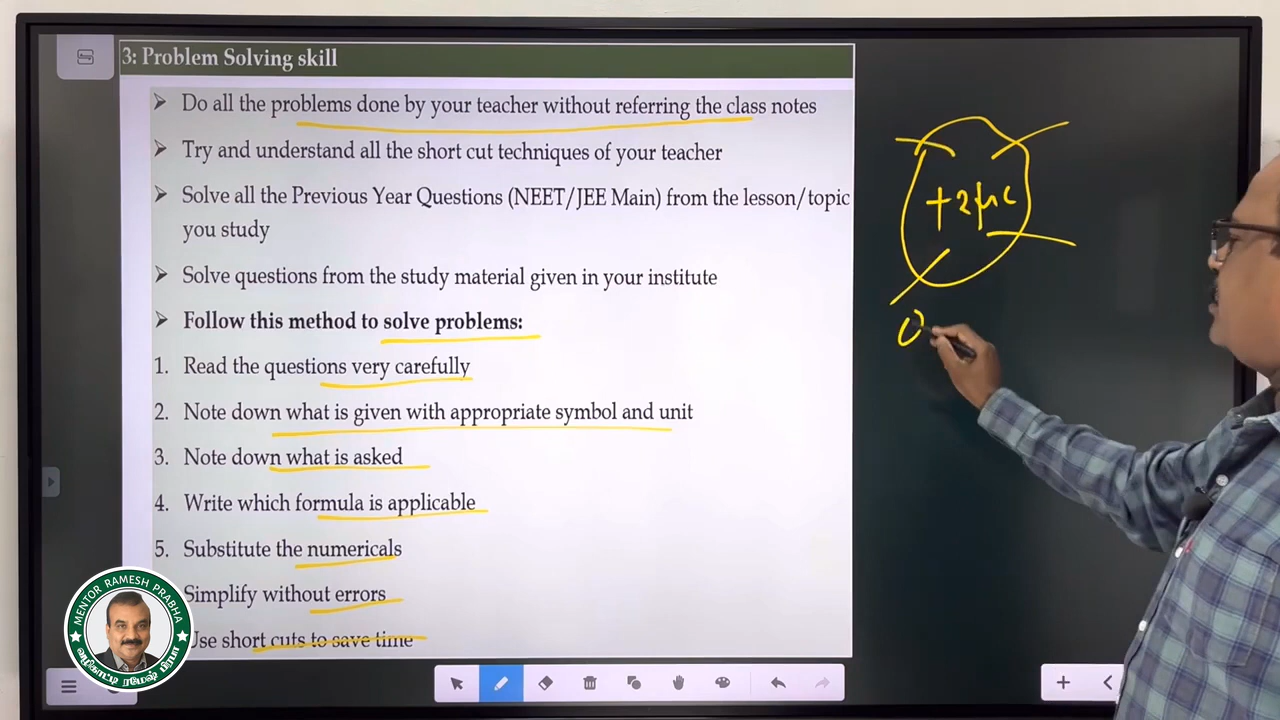 3: Problem Solving skill
➤ Do all the problems done by your teacher without referring the class notes
➤ Try and understand all the short cut techniques of your teacher
➤ Solve all the Previous Year Questions (NEET/JEE Main) from the lesson/topic
you study
➤ Solve questions from the study material given in your institute
➤ Follow this method to solve problems:
1. Read the questions very carefully
2. Note down what is given with appropriate symbol and unit
3. Note down what is asked
4. Write which formula is applicable
5. Substitute the numericals
Simplify without errors
Use short cuts to save time
+2μc
MENTOR RAMESH PRABHA
வழிகாட்டி ரமேஷ் பிரபா